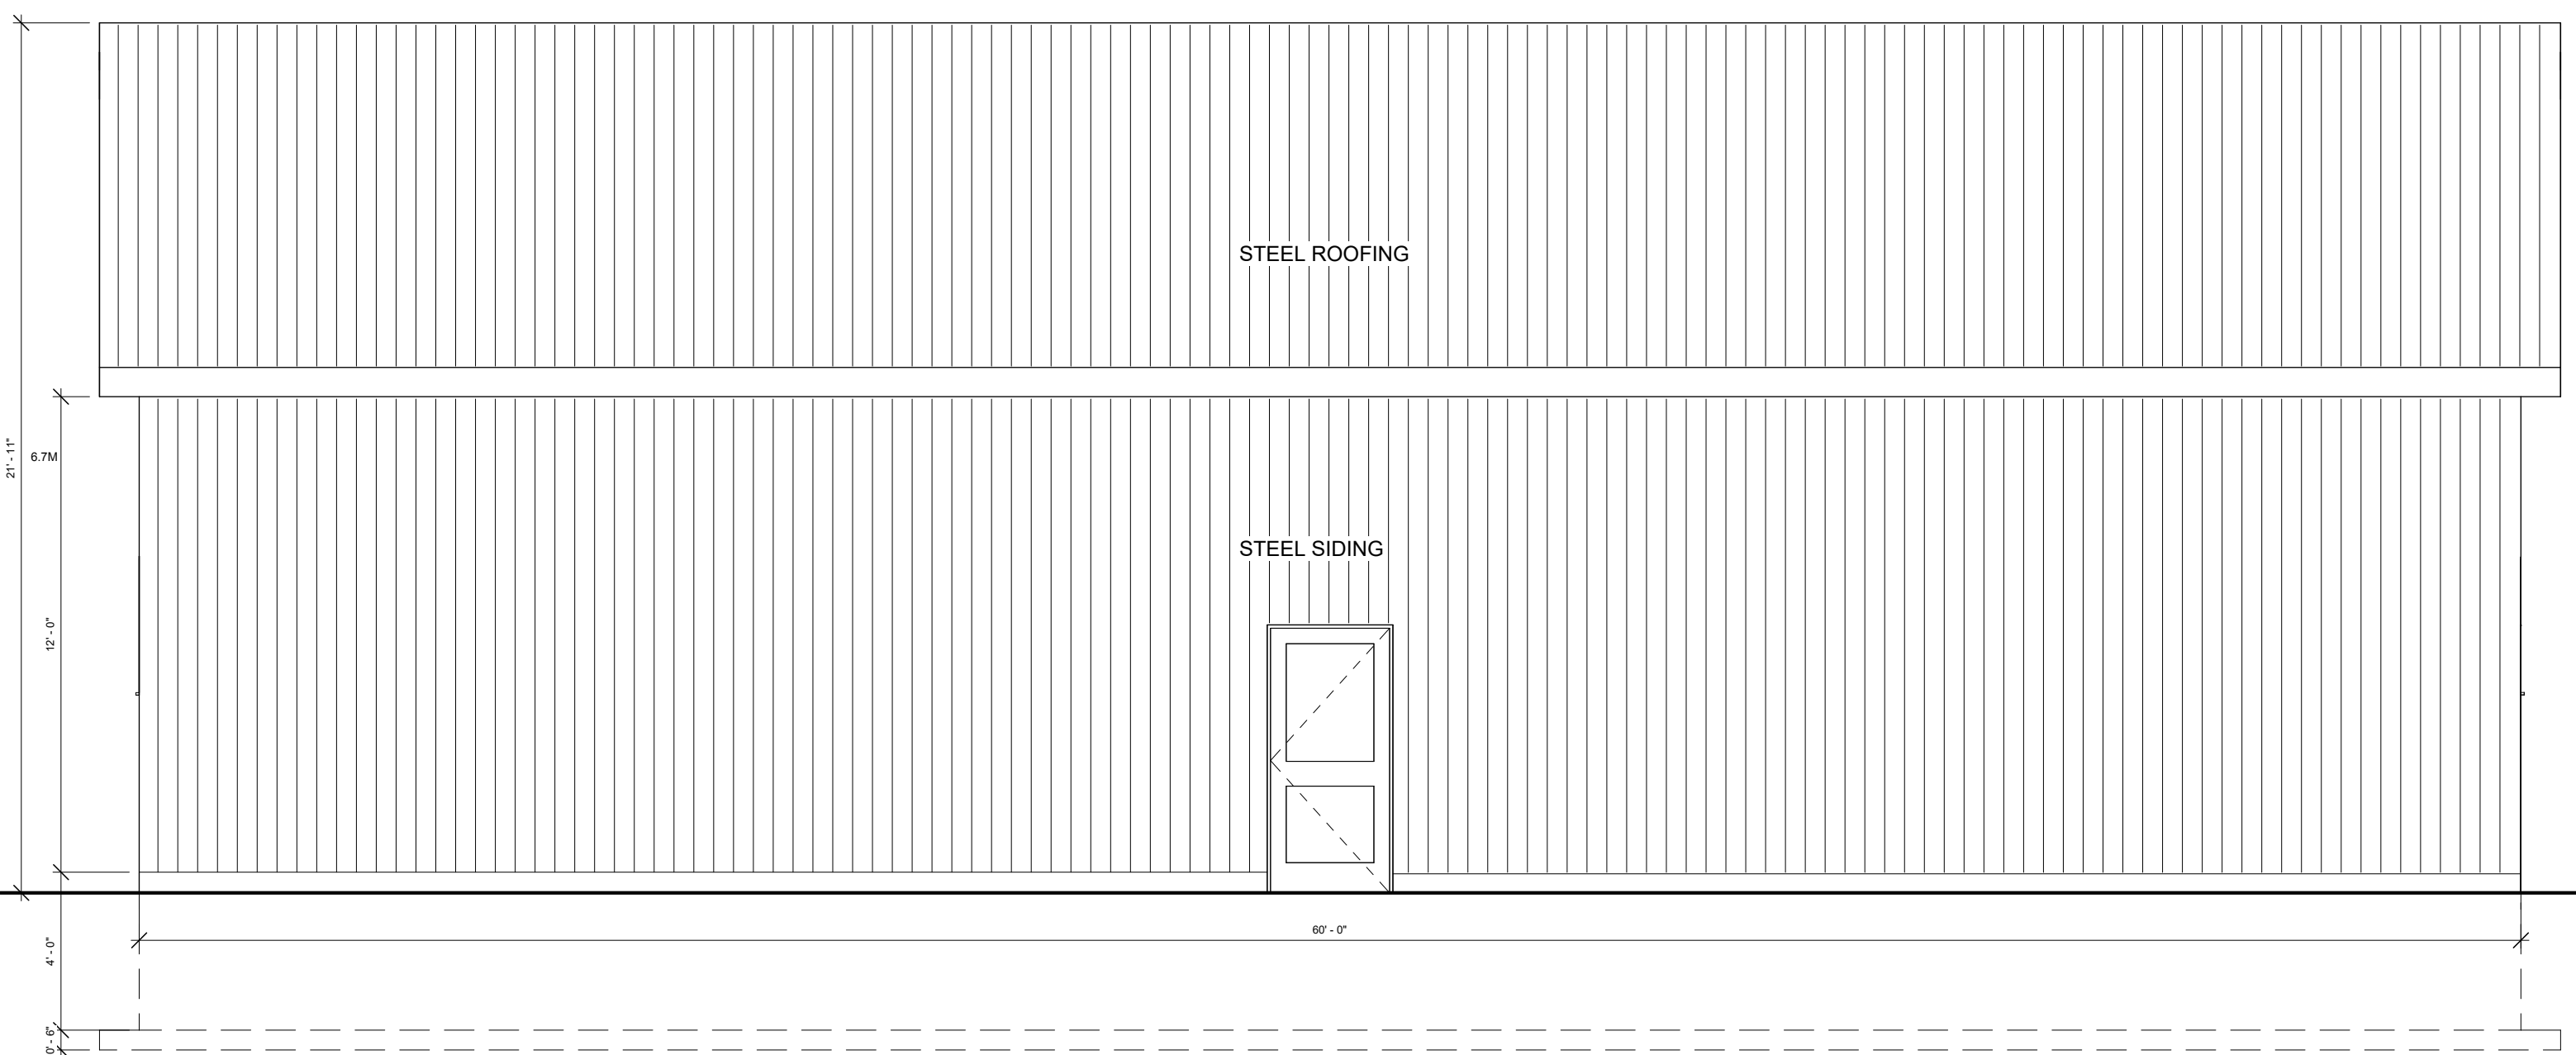 STEEL ROOFING
21' - 11"
6.7M
STEEL SIDING
12' - 0"
60' - 0"
4' - 0"
0' - 6"